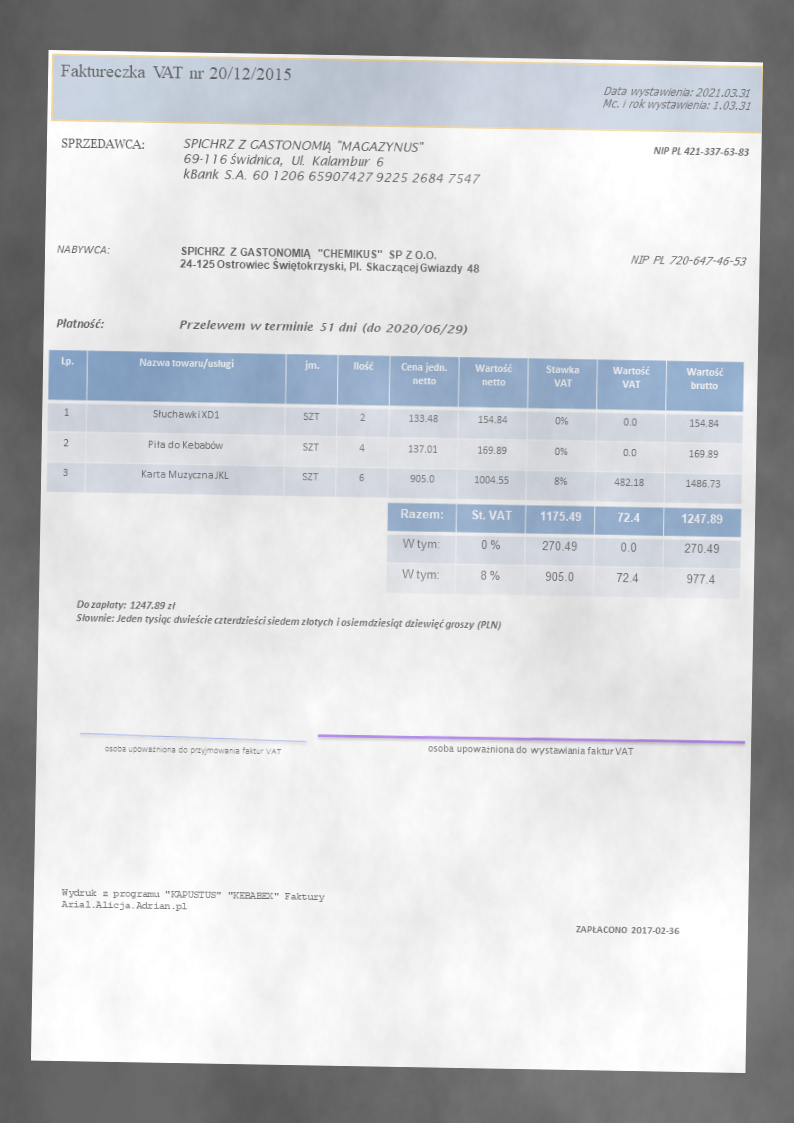 Faktureczka VAT nr 20/12/2015
Data wystawienia: 2021.03.31
Mc. i rok wystawienia: 1.03.31
SPRZEDAWCA: SPICHRZ Z GASTONOMIĄ "MAGAZYNUS" NIP PL 421-337-63-83
69-116 Świdnica, Ul. Kalambur 6
kBank S.A. 60 1206 65907427 9225 2684 7547
NABYWCA: SPICHRZ Z GASTONOMIĄ "CHEMIKUS" SP Z O.O. NIP PL 720-647-46-53
24-125 Ostrowiec Świętokrzyski, Pl. Skaczącej Gwiazdy 48
Płatność: Przelewem w terminie 51 dni (do 2020/06/29)
Lp. Nazwa towaru/usługi jm. Ilość Cena jedn. netto Wartość netto Stawka VAT Wartość VAT Wartość brutto
1 Słuchawki XD1 SZT 2 133.48 154.84 0% 0.0 154.84
2 Piła do Kebabów SZT 4 137.01 169.89 0% 0.0 169.89
3 Karta Muzyczna JKL SZT 6 905.0 1004.55 8% 482.18 1486.73
Razem: St. VAT 1175.49 72.4 1247.89
W tym: 0 % 270.49 0.0 270.49
W tym: 8 % 905.0 72.4 977.4
Do zapłaty: 1247.89 zł
Słownie: Jeden tysiąc dwieście czterdzieści siedem złotych i osiemdziesiąt dziewięć groszy (PLN)
osoba upoważniona do przyjmowania faktur VAT osoba upoważniona do wystawiania faktur VAT
Wydruk z programu "KAPUSTUS" "KEBABEX" Faktury
Arial.Alicja.Adrian.pl
ZAPŁACONO 2017-02-36